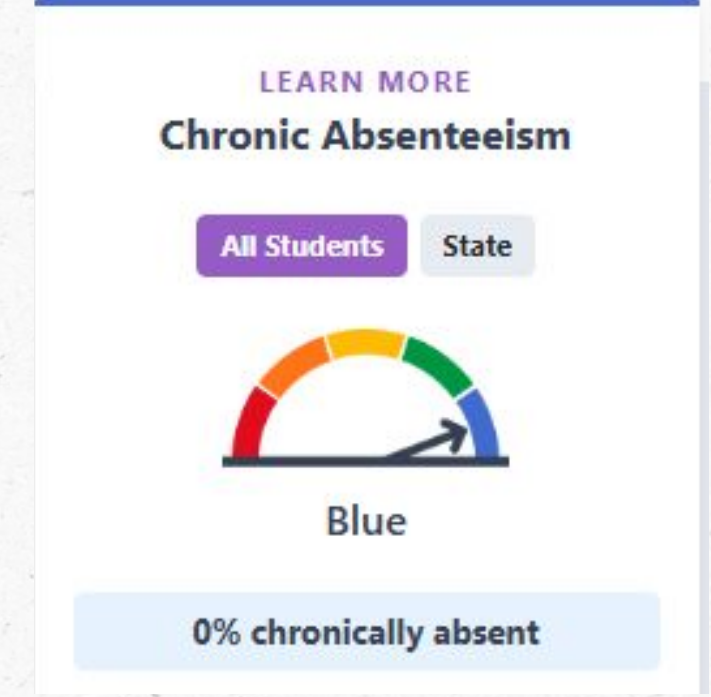 LEARN MORE
Chronic Absenteeism
All Students State
Blue
0% chronically absent